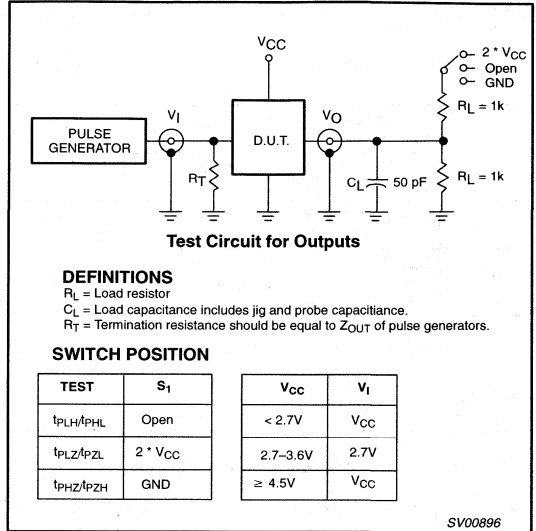 VCC
2 * VCC
Open
GND
RL = 1k
VI
VO
PULSE
GENERATOR
D.U.T.
RT
CL
50 pF
RL = 1k
Test Circuit for Outputs
DEFINITIONS
RL = Load resistor
CL = Load capacitance includes jig and probe capacitiance.
RT = Termination resistance should be equal to ZOUT of pulse generators.
SWITCH POSITION
TEST S1
tPLH/tPHL Open
tPLZ/tPZL 2 * VCC
tPHZ/tPZH GND
VCC VI
< 2.7V VCC
2.7–3.6V 2.7V
≥ 4.5V VCC
SV00896